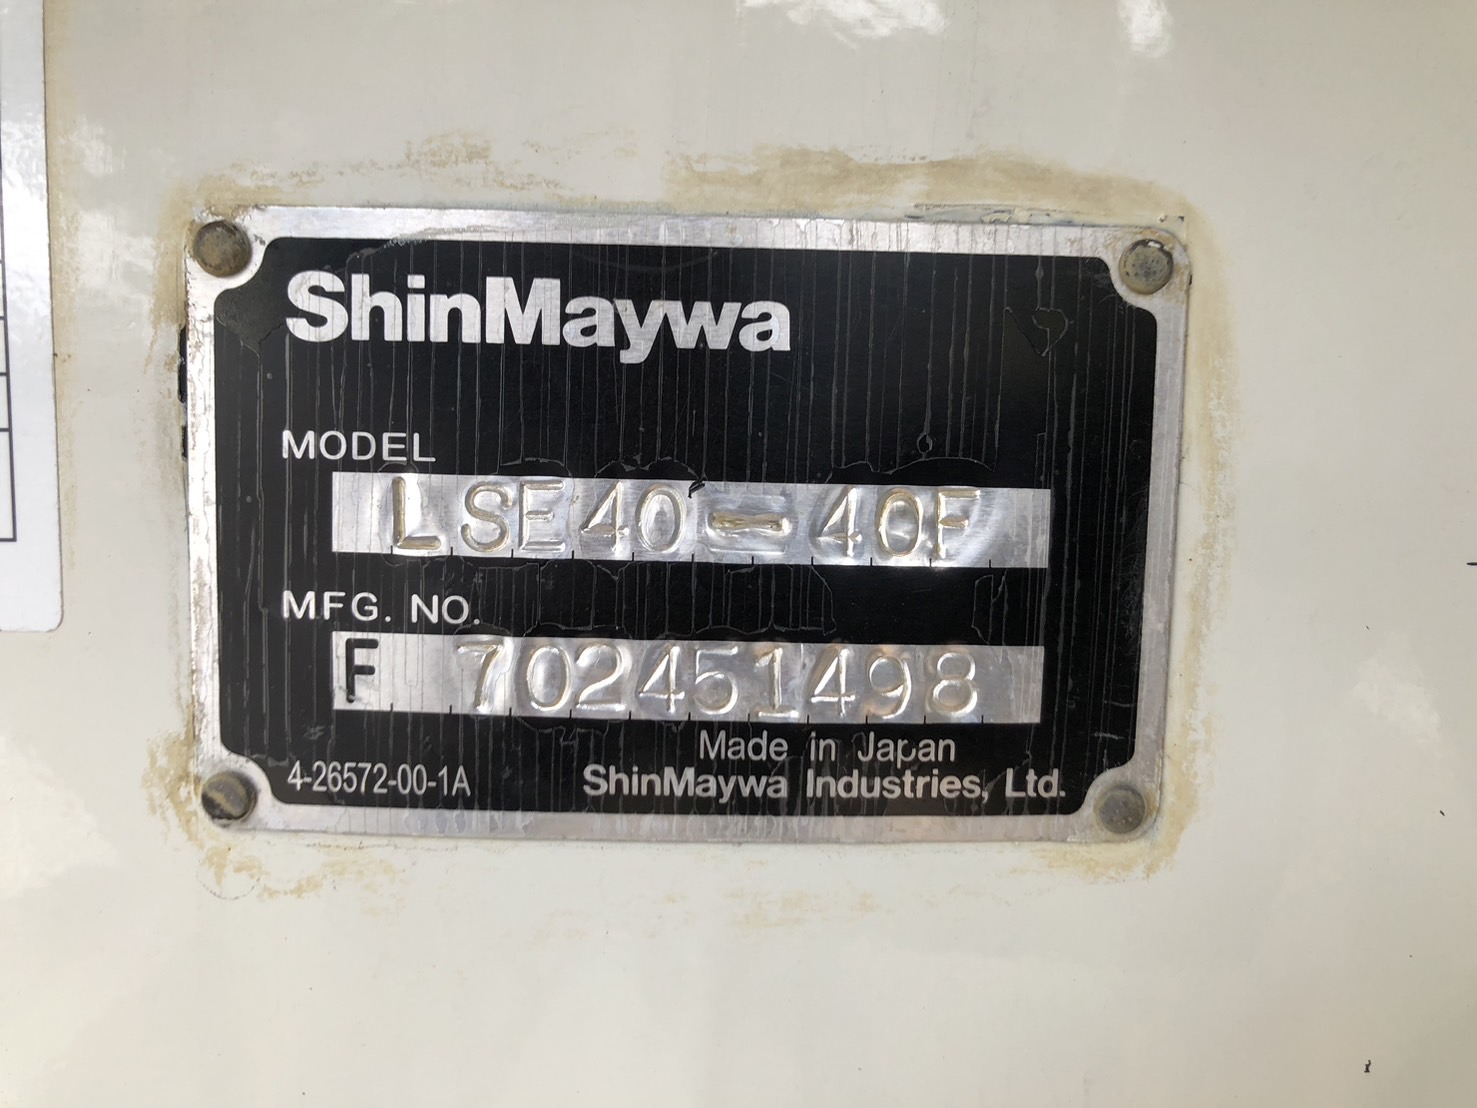 ShinMaywa
MODEL
LSE40-40F
MFG. NO.
F 702451498
Made in Japan
4-26572-00-1A ShinMaywa Industries, Ltd.